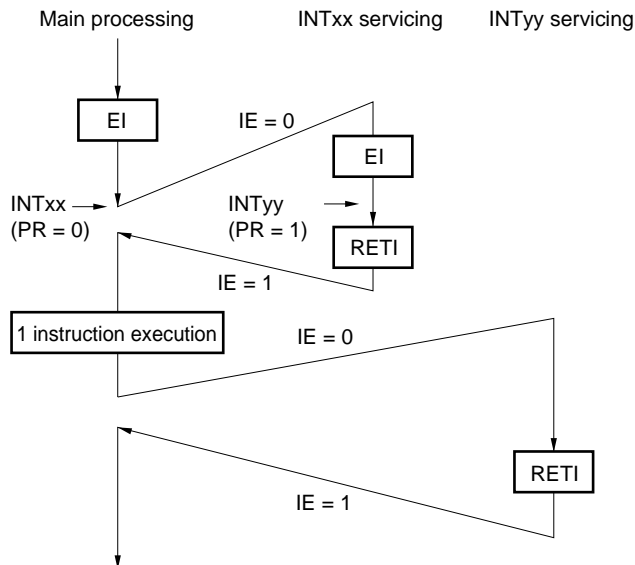 Main processing
INTxx servicing
INTyy servicing
EI
IE = 0
EI
INTxx
(PR = 0)
INTyy
(PR = 1)
RETI
IE = 1
1 instruction execution
IE = 0
RETI
IE = 1